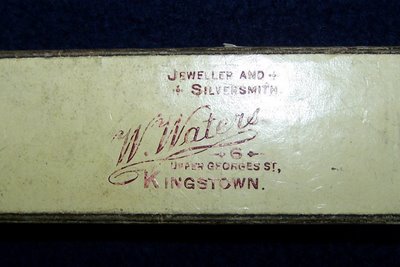 JEWELLER AND
SILVERSMITH.
W. Waters
6
UPPER GEORGES ST,
KINGSTOWN.